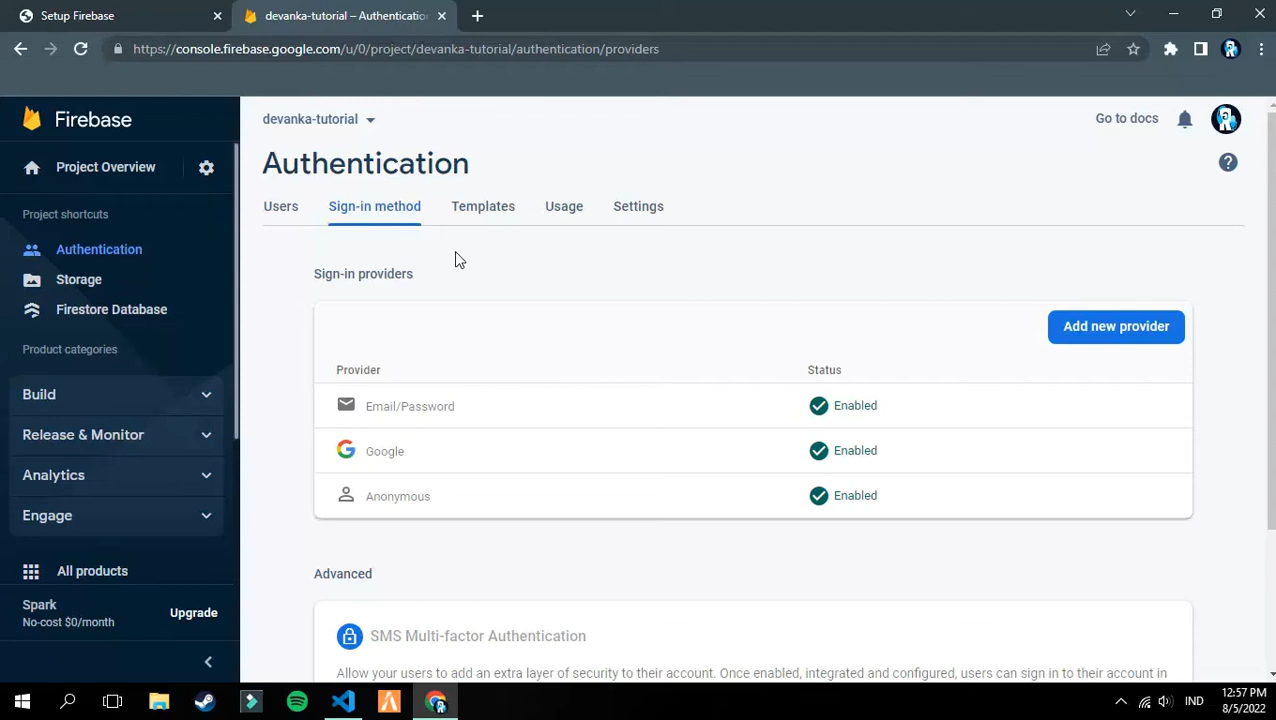 Setup Firebase
devanka-tutorial – Authentication
https://console.firebase.google.com/u/0/project/devanka-tutorial/authentication/providers
Firebase
Project Overview
Project shortcuts
Authentication
Storage
Firestore Database
Product categories
Build
Release & Monitor
Analytics
Engage
All products
Spark
No-cost $0/month
Upgrade
devanka-tutorial
Go to docs
Authentication
Users
Sign-in method
Templates
Usage
Settings
Sign-in providers
Add new provider
Provider
Status
Email/Password
Enabled
Google
Enabled
Anonymous
Enabled
Advanced
SMS Multi-factor Authentication
Allow your users to add an extra layer of security to their account. Once enabled, integrated and configured, users can sign in to their account in
IND
12:57 PM
8/5/2022